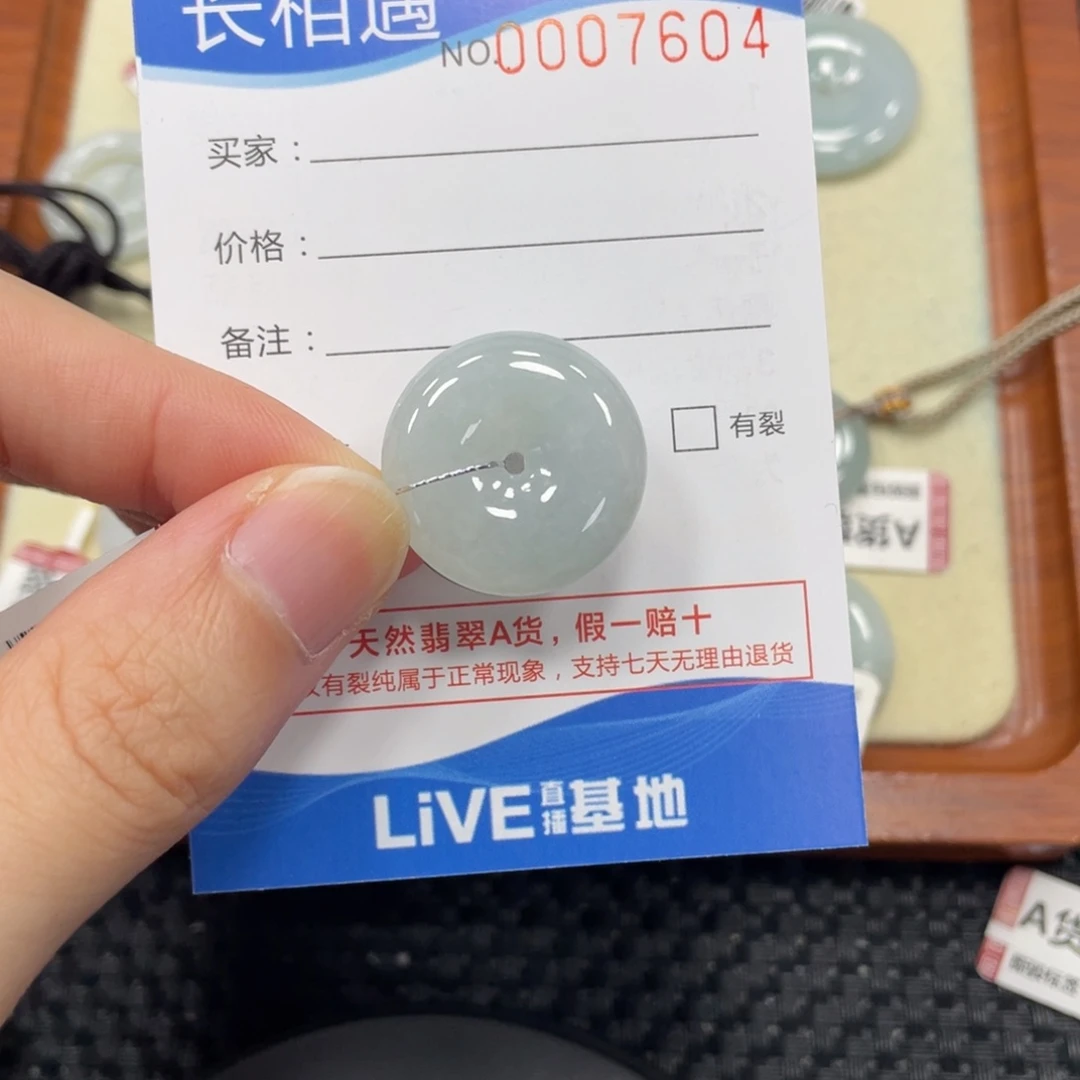 长相遇
NO.0007604
买家：
价格：
备注：
有裂
天然翡翠A货，假一赔十
有裂纯属于正常现象，支持七天无理由退货
LiVE直播基地
A货
A货